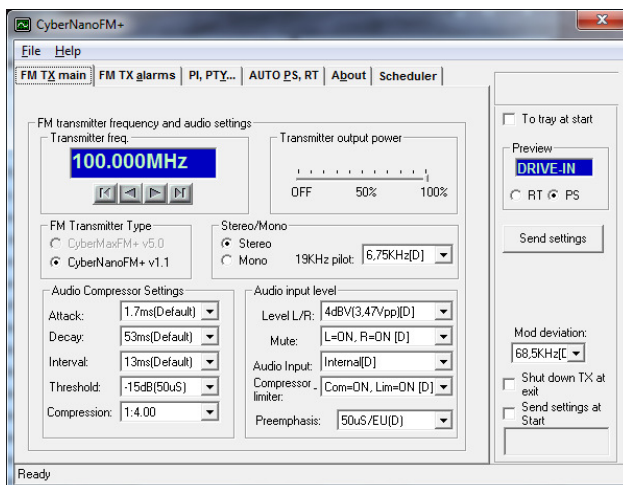 CyberNanoFM+
File Help
FM TX main FM TX alarms PI, PTY... AUTO PS, RT About Scheduler
FM transmitter frequency and audio settings
Transmitter freq.
100.000MHz
Transmitter output power
OFF 50% 100%
FM Transmitter Type
CyberMaxFM+ v5.0
CyberNanoFM+ v1.1
Stereo/Mono
Stereo
Mono
19KHz pilot: 6,75KHz[D]
Audio Compressor Settings
Attack: 1.7ms(Default)
Decay: 53ms(Default)
Interval: 13ms(Default)
Threshold: -15dB(50uS)
Compression: 1:4.00
Audio input level
Level L/R: 4dBV(3,47Vpp)[D]
Mute: L=ON, R=ON [D]
Audio Input: Internal[D]
Compressor - limiter: Com=ON, Lim=ON [D]
Preemphasis: 50uS/EU(D)
To tray at start
Preview
DRIVE-IN
RT PS
Send settings
Mod deviation:
68,5KHz[D
Shut down TX at
exit
Send settings at
Start
Ready